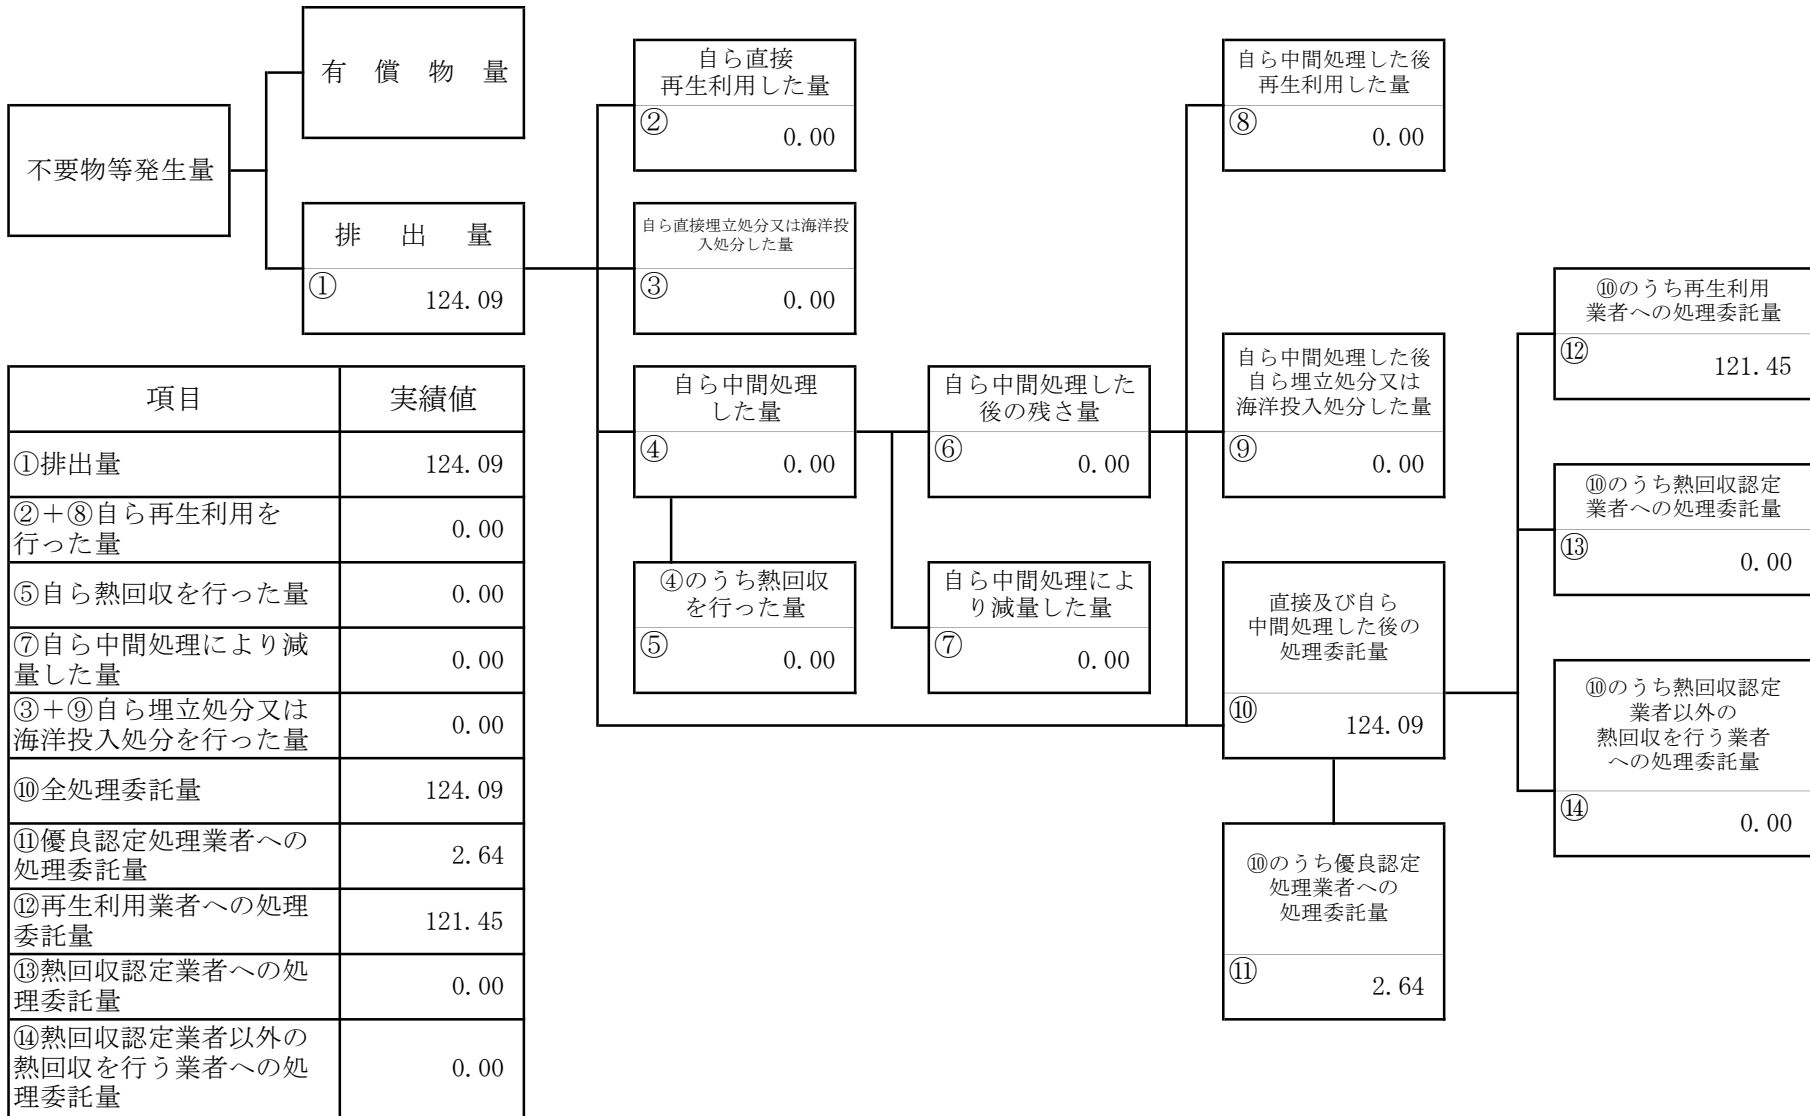 不要物等発生量
有 償 物 量
排 出 量
①
124.09
自ら直接
再生利用した量
②
0.00
自ら直接埋立処分又は海洋投
入処分した量
③
0.00
自ら中間処理
した量
④
0.00
④のうち熱回収
を行った量
⑤
0.00
自ら中間処理した
後の残さ量
⑥
0.00
自ら中間処理によ
り減量した量
⑦
0.00
自ら中間処理した後
再生利用した量
⑧
0.00
自ら中間処理した後
自ら埋立処分又は
海洋投入処分した量
⑨
0.00
直接及び自ら
中間処理した後の
処理委託量
⑩
124.09
⑩のうち優良認定
処理業者への
処理委託量
⑪
2.64
⑩のうち再生利用
業者への処理委託量
⑫
121.45
⑩のうち熱回収認定
業者への処理委託量
⑬
0.00
⑩のうち熱回収認定
業者以外の
熱回収を行う業者
への処理委託量
⑭
0.00
項目 実績値
①排出量 124.09
②+⑧自ら再生利用を
行った量 0.00
⑤自ら熱回収を行った量 0.00
⑦自ら中間処理により減
量した量 0.00
③+⑨自ら埋立処分又は
海洋投入処分を行った量 0.00
⑩全処理委託量 124.09
⑪優良認定処理業者への
処理委託量 2.64
⑫再生利用業者への処理
委託量 121.45
⑬熱回収認定業者への処
理委託量 0.00
⑭熱回収認定業者以外の
熱回収を行う業者への処
理委託量 0.00